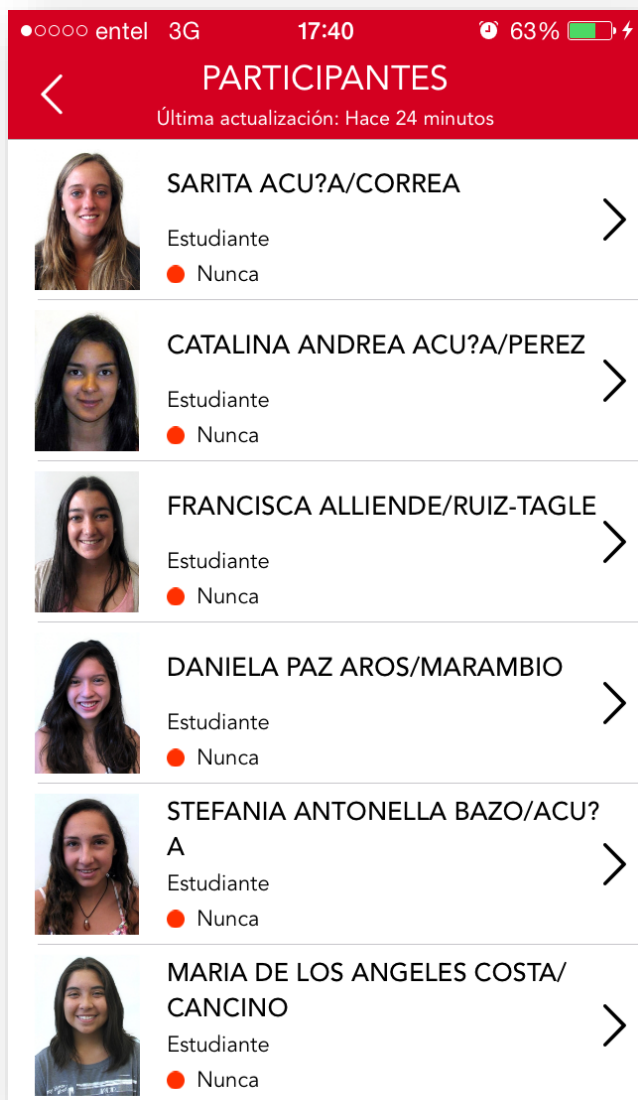 entel 3G 17:40 63%
PARTICIPANTES
Última actualización: Hace 24 minutos
SARITA ACU?A/CORREA
Estudiante
Nunca
CATALINA ANDREA ACU?A/PEREZ
Estudiante
Nunca
FRANCISCA ALLIENDE/RUIZ-TAGLE
Estudiante
Nunca
DANIELA PAZ AROS/MARAMBIO
Estudiante
Nunca
STEFANIA ANTONELLA BAZO/ACU?
A
Estudiante
Nunca
MARIA DE LOS ANGELES COSTA/
CANCINO
Estudiante
Nunca